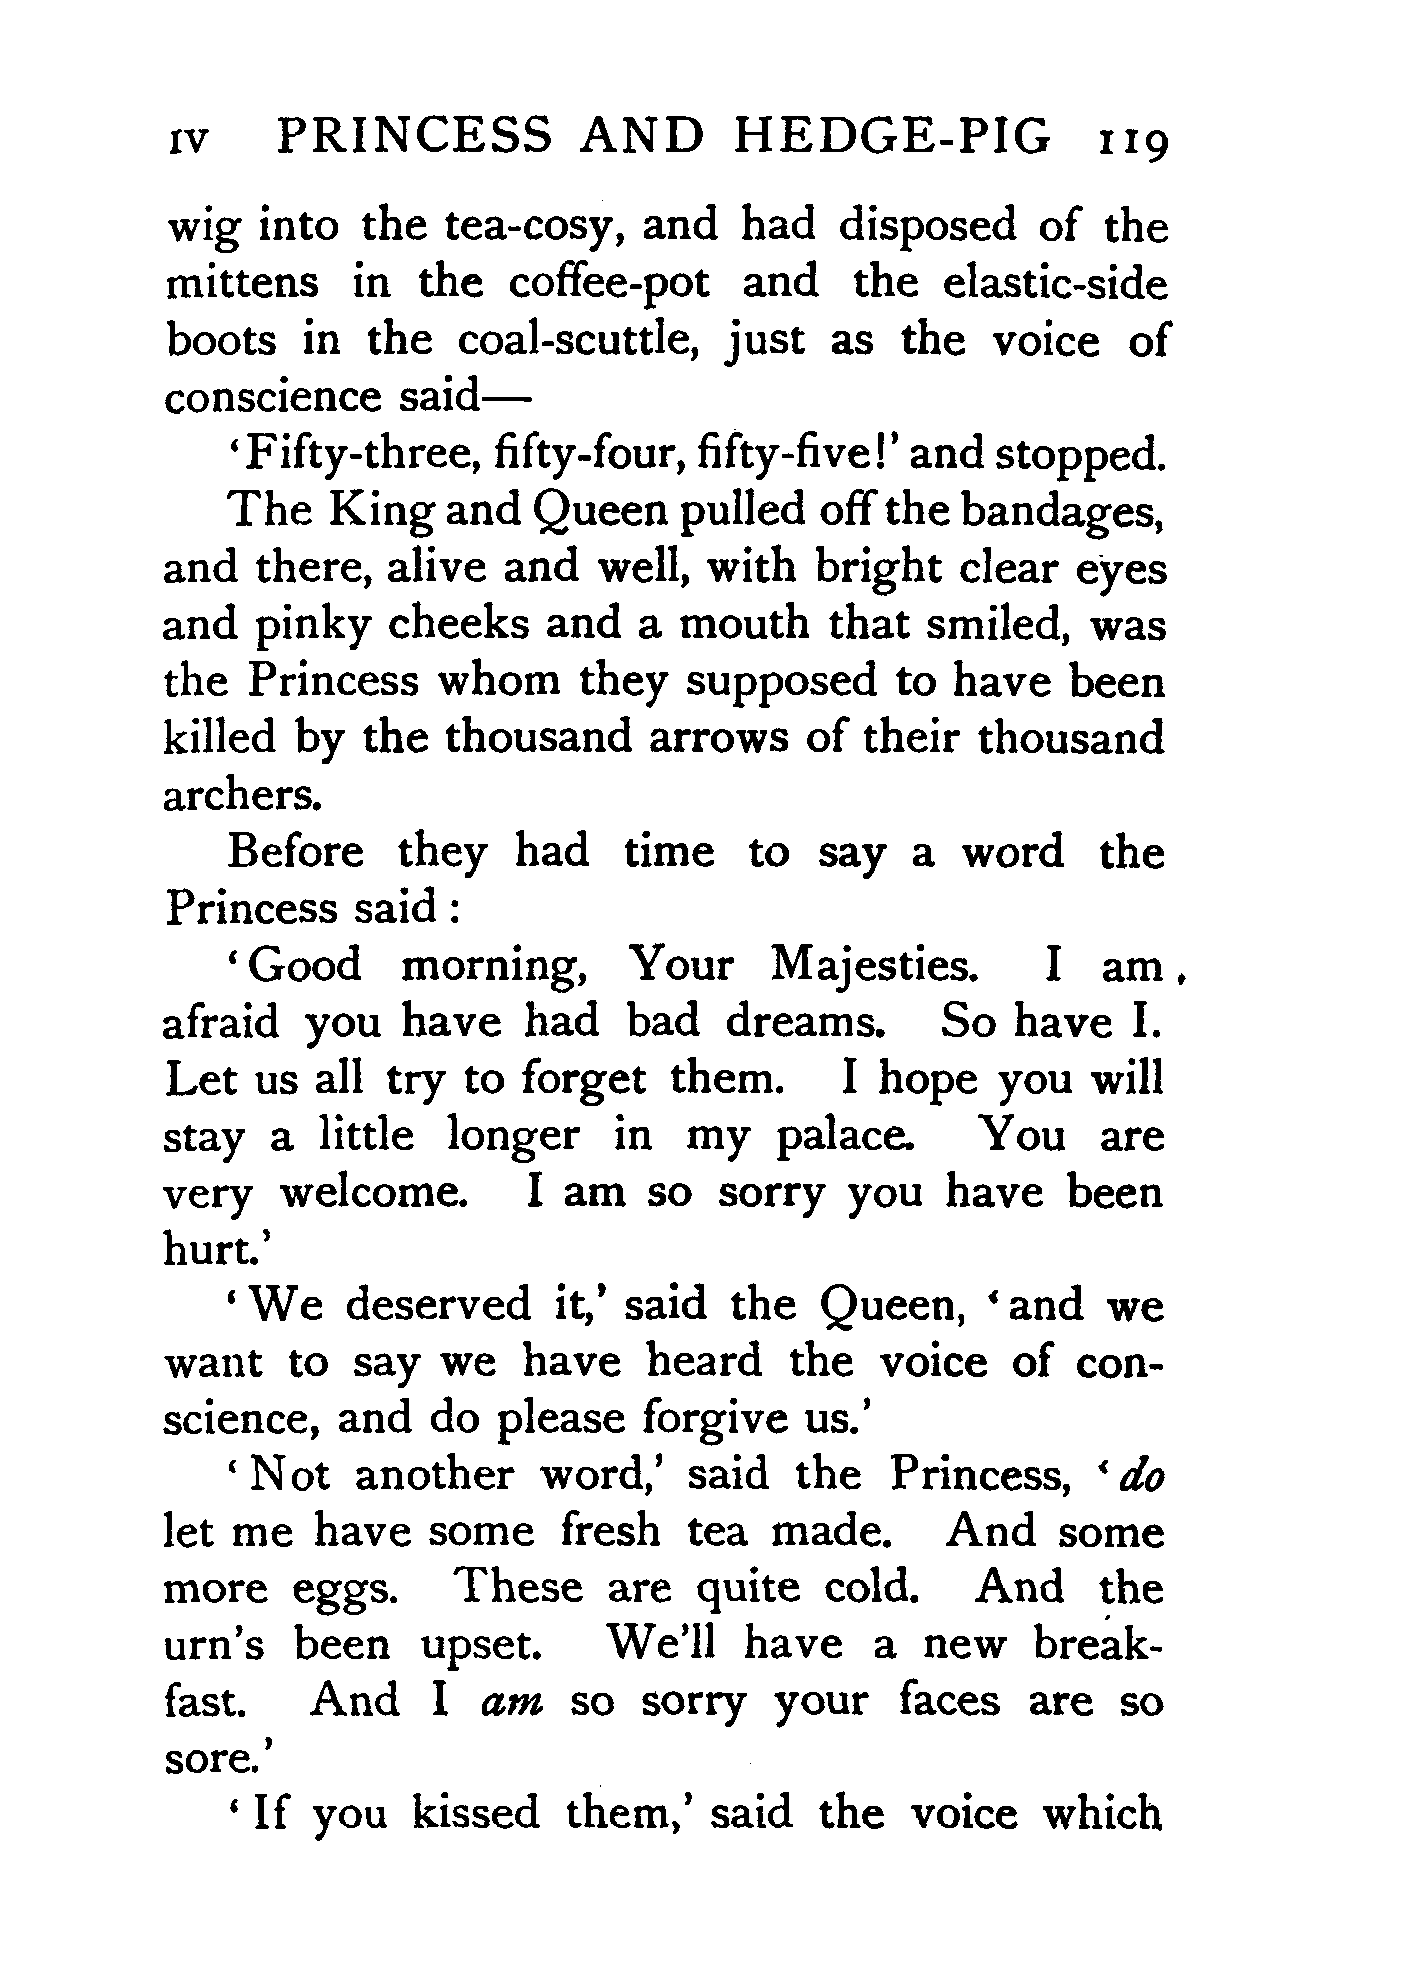 IV PRINCESS AND HEDGE-PIG 119
wig into the tea-cosy, and had disposed of the
mittens in the coffee-pot and the elastic-side
boots in the coal-scuttle, just as the voice of
conscience said—
‘Fifty-three, fifty-four, fifty-five!’ and stopped.
The King and Queen pulled off the bandages,
and there, alive and well, with bright clear eyes
and pinky cheeks and a mouth that smiled, was
the Princess whom they supposed to have been
killed by the thousand arrows of their thousand
archers.
Before they had time to say a word the
Princess said :
‘Good morning, Your Majesties. I am
afraid you have had bad dreams. So have I.
Let us all try to forget them. I hope you will
stay a little longer in my palace. You are
very welcome. I am so sorry you have been
hurt.’
‘We deserved it,’ said the Queen, ‘and we
want to say we have heard the voice of con-
science, and do please forgive us.’
‘Not another word,’ said the Princess, ‘do
let me have some fresh tea made. And some
more eggs. These are quite cold. And the
urn’s been upset. We’ll have a new break-
fast. And I am so sorry your faces are so
sore.’
‘If you kissed them,’ said the voice which